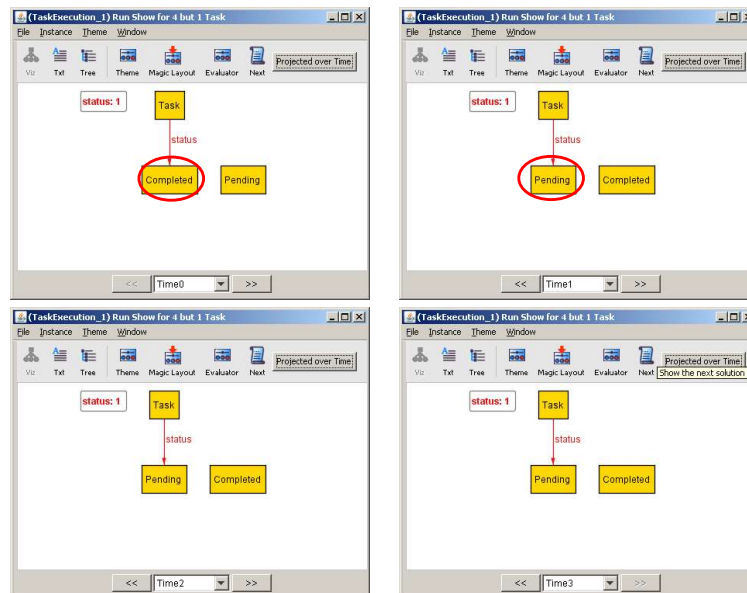 (TaskExecution_1) Run Show for 4 but 1 Task
File Instance Theme Window
Viz Txt Tree Theme Magic Layout Evaluator Next Projected over Time
status: 1
Task
status
Completed Pending
<< Time0 >>
(TaskExecution_1) Run Show for 4 but 1 Task
File Instance Theme Window
Viz Txt Tree Theme Magic Layout Evaluator Next Projected over Time
status: 1
Task
status
Pending Completed
<< Time1 >>
(TaskExecution_1) Run Show for 4 but 1 Task
File Instance Theme Window
Viz Txt Tree Theme Magic Layout Evaluator Next Projected over Time
status: 1
Task
status
Pending Completed
<< Time2 >>
(TaskExecution_1) Run Show for 4 but 1 Task
File Instance Theme Window
Viz Txt Tree Theme Magic Layout Evaluator Next Projected over Time
Show the next solution
status: 1
Task
status
Pending Completed
<< Time3 >>